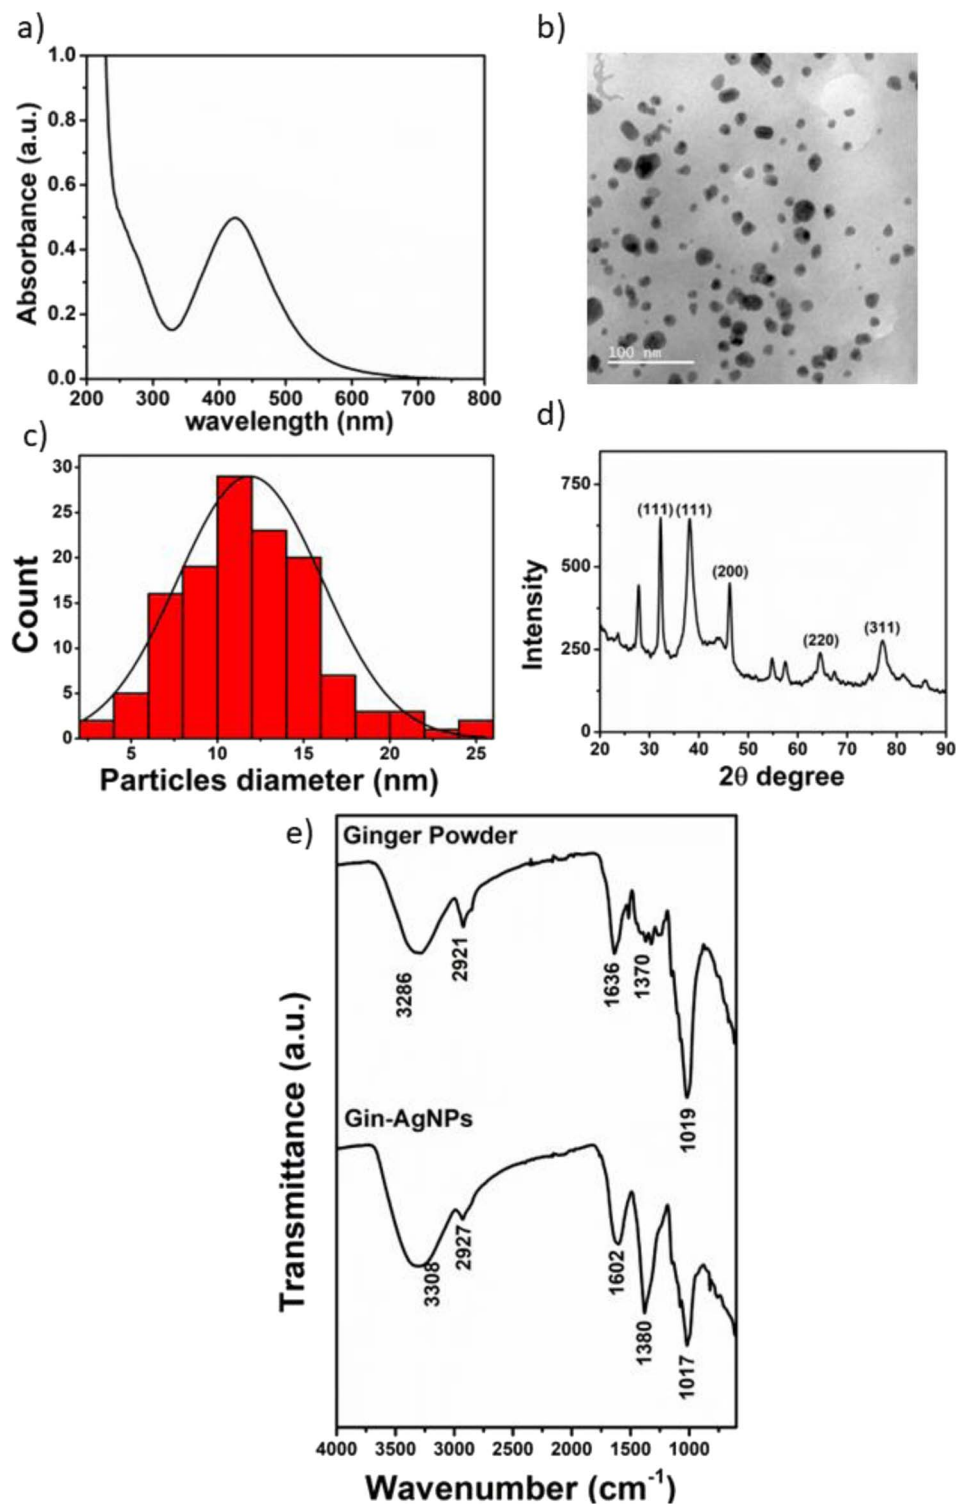 a)
1.0
0.8
0.6
0.4
0.2
0.0
Absorbance (a.u.)
200 300 400 500 600 700 800
wavelength (nm)
b)
100 nm
c)
30
25
20
15
10
5
0
Count
5 10 15 20 25
Particles diameter (nm)
d)
750
500
250
0
Intensity
(111) (111)
(200)
(220)
(311)
20 30 40 50 60 70 80 90
2θ degree
e)
Ginger Powder
3286
2921
1636
1370
1019
Gin-AgNPs
3308
2927
1602
1380
1017
Transmittance (a.u.)
4000 3500 3000 2500 2000 1500 1000
Wavenumber (cm⁻¹)